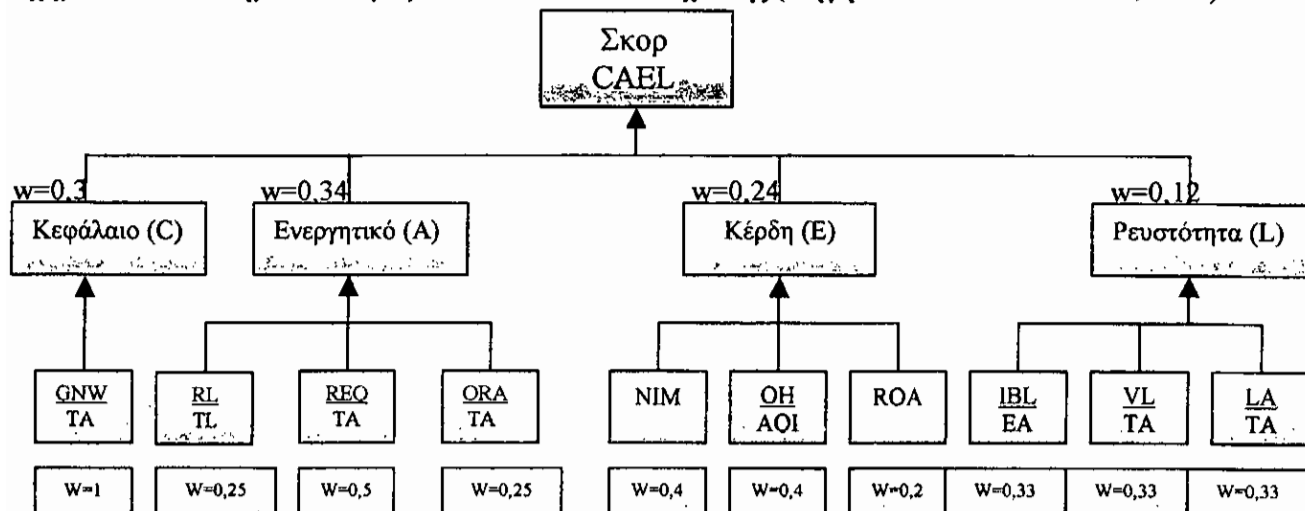 Σκορ
CAEL
w=0,3
w=0,34
w=0,24
w=0,12
Κεφάλαιο (C)
Ενεργητικό (A)
Κέρδη (E)
Ρευστότητα (L)
GNW
TA
RL
TL
REO
TA
ORA
TA
NIM
OH
AOI
ROA
IBL
EA
VL
TA
LA
TA
W=1
W=0,25
W=0,5
W=0,25
W=0,4
W=0,4
W=0,2
W=0,33
W=0,33
W=0,33